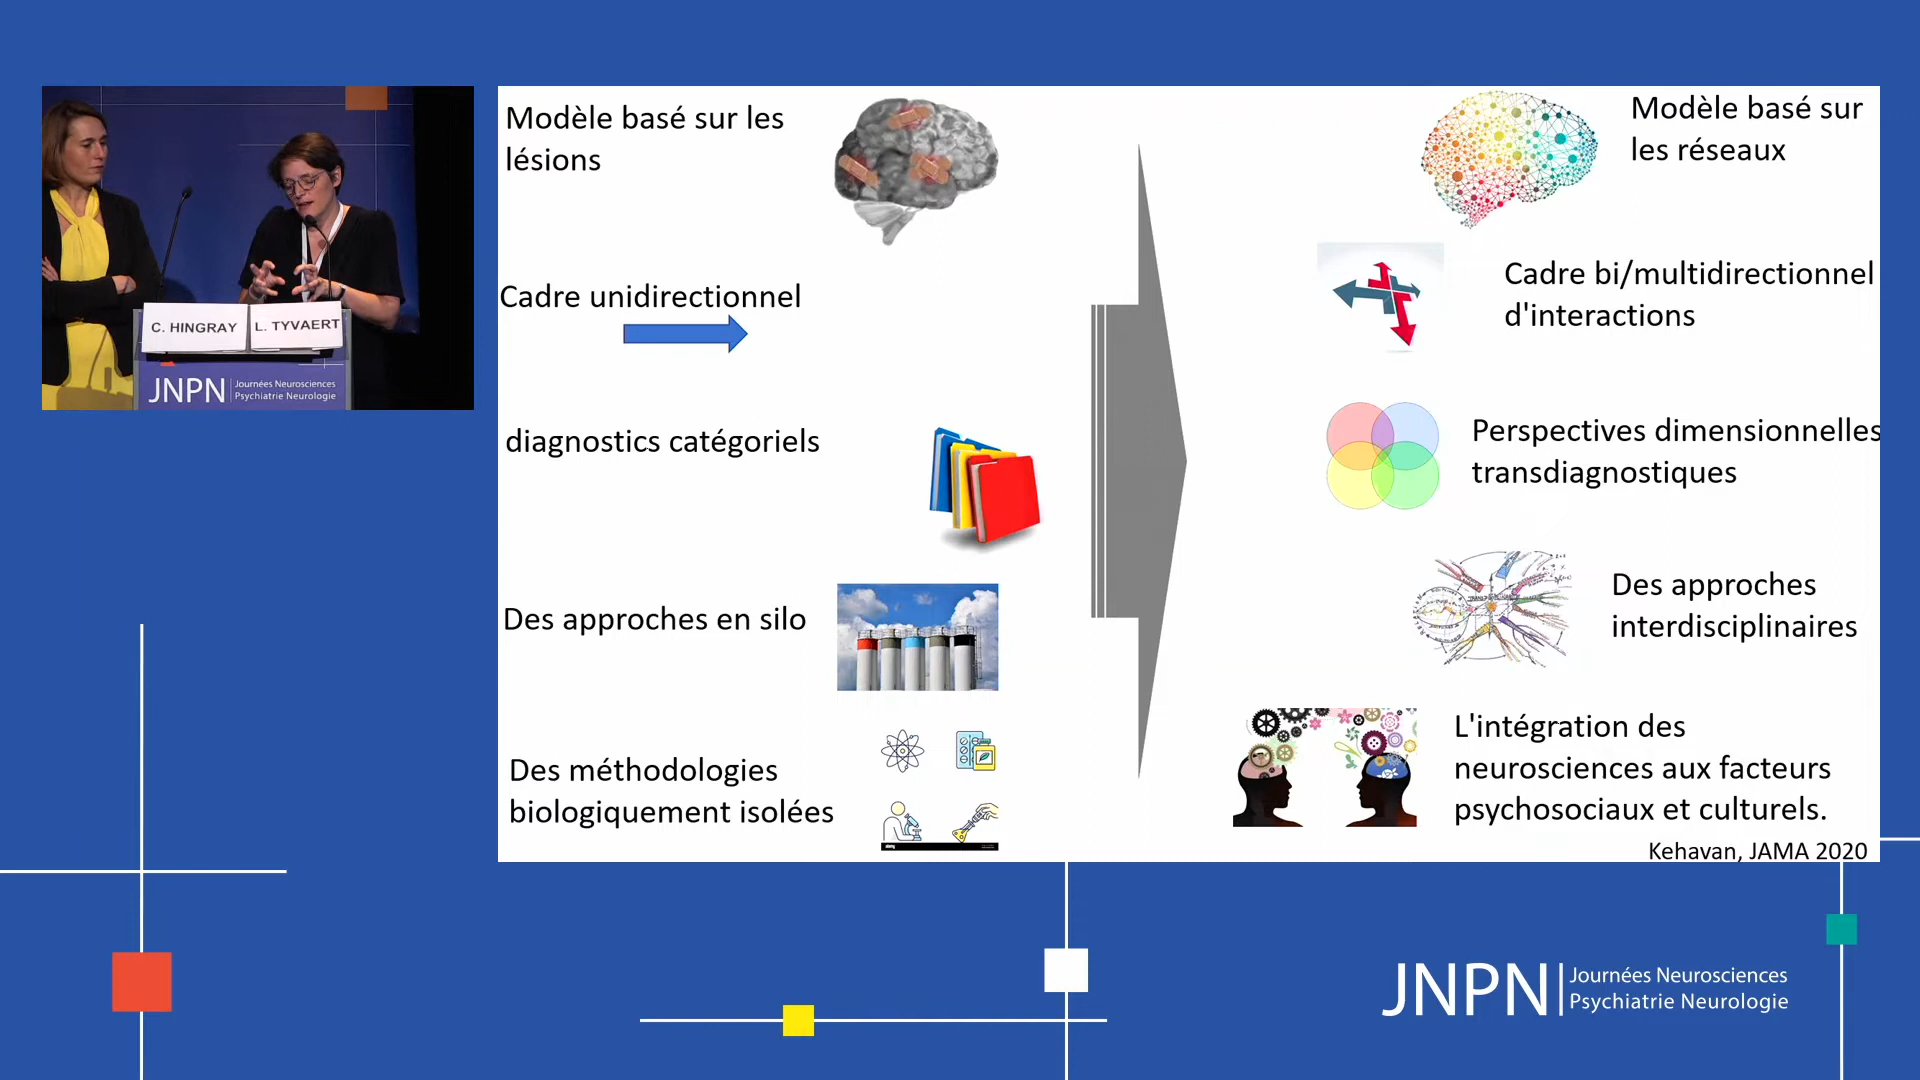 C. HINGRAY
L. TYVAERT
JNPN
Journées Neurosciences
Psychiatrie Neurologie
Modèle basé sur les
lésions
Cadre unidirectionnel
diagnostics catégoriels
Des approches en silo
Des méthodologies
biologiquement isolées
Modèle basé sur
les réseaux
Cadre bi/multidirectionnel
d'interactions
Perspectives dimensionnelles
transdiagnostiques
Des approches
interdisciplinaires
L'intégration des
neurosciences aux facteurs
psychosociaux et culturels.
Kehavan, JAMA 2020
JNPN
Journées Neurosciences
Psychiatrie Neurologie